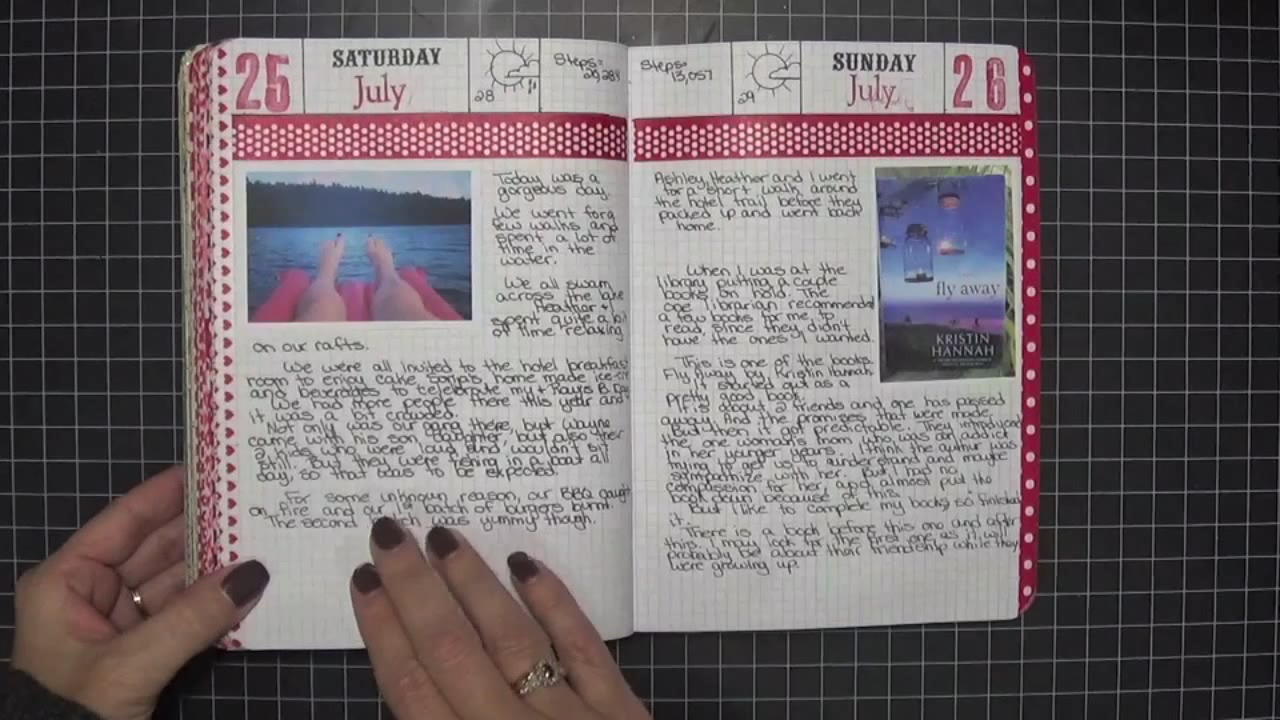 25
SATURDAY
July
28
Steps=
Steps=
13,057
29
SUNDAY
July
26
Today was a
gorgeous day.
We went for a
few walks and
spent a lot of
time in the
water.
We all swam
across the lake
Heather +
spent quite a bit
of time relaxing
on our rafts.
We were all invited to the hotel breakfast
room to enjoy cake, home made ice-
and beverages to celebrate my +
We had there people there this year and
it was a bit crowded.
Not only was our gang there, but Wayne
came with his son, daughter, but also their
2 kids who were loud and wouldn't sit
still. But they were fishing in a boat all
day, so that was to be expected.
For some unknown reason, our BBQ caught
on fire and our 1st batch of burgers burnt.
The second was yummy though.
Ashley, Heather and I went
for a short walk around
the hotel trail before they
packed up and went back
home.
When I was at the
library putting a couple
books on hold. The
one librarian recommended
a few books for me to
read, since they didn't
have the ones I wanted.
This is one of the books.
Fly Away by Kristin Hannah
It started out as a
pretty good book.
It is about 2 friends and one has passed
away. And the promises that were made.
But then it got predictable. They introduced
the one woman's mom who was an addict
in her younger years. I think the author was
trying to get us to understand and maybe
sympathize with her. But I had no
compassion for her, and almost put the
book down because of this.
But I like to complete my books so finished
it.
There is a book before this one and after
this. I may look for the first one as it will
probably be about their friendship while they
were growing up.
fly away
KRISTIN
HANNAH